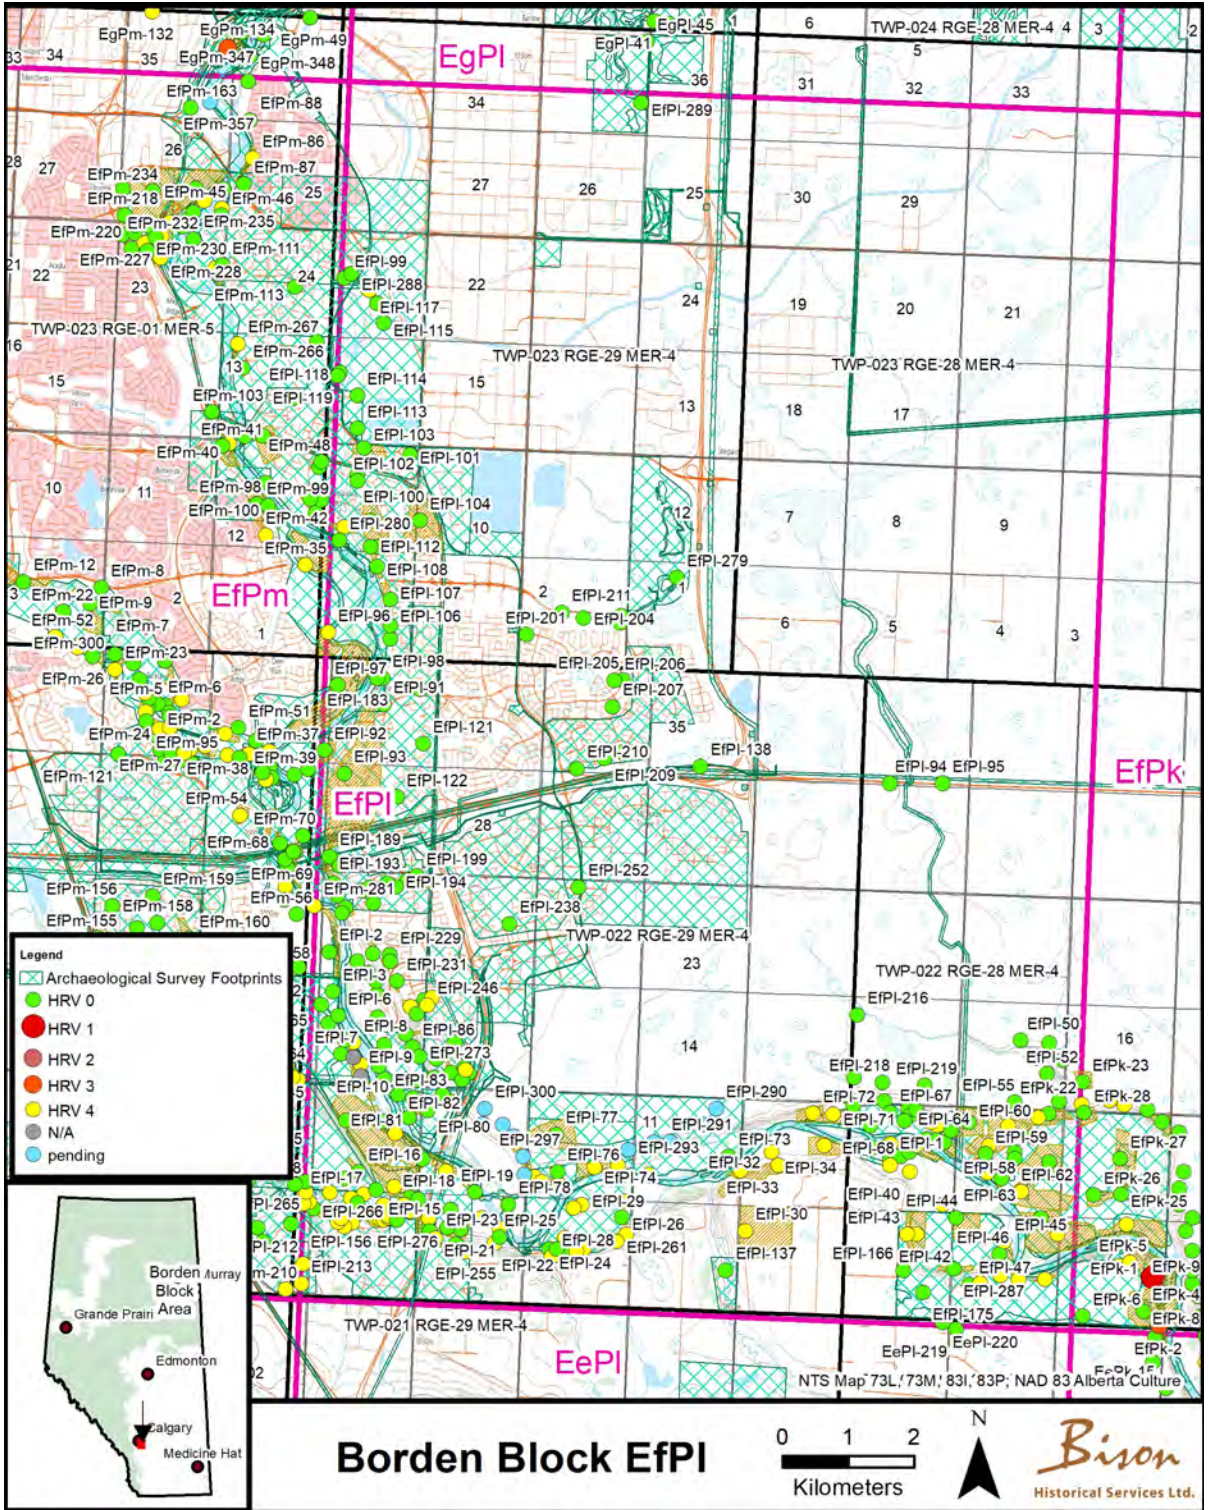 EgPm-134
EgPm-132
EgPm-49
EgPm-347
EgPm-348
EgPl-45
EgPl-41
EgPl
TWP-024 RGE-28 MER-4
EfPm-163
EfPm-88
EfPm-357
EfPl-289
EfPm-86
EfPm-87
EfPm-234
EfPm-218
EfPm-45
EfPm-46
EfPm-232
EfPm-235
EfPm-220
EfPm-230
EfPm-111
EfPm-227
EfPm-228
EfPm-113
EfPl-99
EfPl-288
EfPl-117
EfPl-115
TWP-023 RGE-01 MER-5
EfPm-267
EfPm-266
TWP-023 RGE-29 MER-4
TWP-023 RGE-28 MER-4
EfPl-118
EfPl-114
EfPl-119
EfPm-103
EfPl-113
EfPl-103
EfPm-41
EfPm-48
EfPm-40
EfPl-102
EfPl-101
EfPm-98
EfPm-99
EfPl-100
EfPl-104
EfPm-100
EfPm-42
EfPl-280
EfPm-35
EfPl-112
EfPl-108
EfPl-279
EfPm-12
EfPm-8
EfPm
EfPm-22
EfPm-9
EfPl-107
EfPl-211
EfPm-52
EfPm-7
EfPl-96
EfPl-106
EfPl-201
EfPl-204
EfPm-300
EfPm-23
EfPl-97
EfPl-98
EfPl-205
EfPl-206
EfPm-26
EfPm-5
EfPm-6
EfPl-183
EfPl-91
EfPl-207
EfPm-2
EfPm-51
EfPm-24
EfPm-95
EfPm-37
EfPl-92
EfPl-121
EfPl-93
EfPl-210
EfPl-138
EfPm-27
EfPm-38
EfPm-39
EfPl-122
EfPl-209
EfPl-94
EfPl-95
EfPk
EfPm-121
EfPm-54
EfPl
EfPm-70
EfPm-68
EfPl-189
EfPl-193
EfPl-199
EfPm-159
EfPm-69
EfPl-194
EfPl-252
EfPm-156
EfPm-158
EfPm-56
EfPm-281
EfPm-155
EfPm-160
EfPl-238
TWP-022 RGE-29 MER-4
TWP-022 RGE-28 MER-4
EfPl-2
EfPl-229
EfPl-3
EfPl-231
EfPl-6
EfPl-246
EfPl-216
EfPl-7
EfPl-8
EfPl-86
EfPl-50
EfPl-9
EfPl-273
EfPl-52
EfPk-23
EfPl-10
EfPl-83
EfPl-300
EfPl-290
EfPl-218
EfPl-219
EfPl-55
EfPk-22
EfPk-28
EfPl-82
EfPl-72
EfPl-67
EfPl-60
EfPl-81
EfPl-80
EfPl-77
EfPl-291
EfPl-71
EfPl-64
EfPk-27
EfPl-297
EfPl-293
EfPl-73
EfPl-1
EfPl-59
EfPl-16
EfPl-76
EfPl-32
EfPl-34
EfPl-68
EfPl-58
EfPl-62
EfPk-26
EfPl-17
EfPl-18
EfPl-19
EfPl-78
EfPl-74
EfPl-33
EfPl-40
EfPl-44
EfPl-63
EfPk-25
EfPl-266
EfPl-15
EfPl-23
EfPl-25
EfPl-29
EfPl-26
EfPl-30
EfPl-43
EfPl-45
EfPl-156
EfPl-276
EfPl-21
EfPl-28
EfPl-261
EfPl-137
EfPl-166
EfPl-42
EfPl-46
EfPk-5
EfPl-213
EfPl-255
EfPl-22
EfPl-24
EfPl-47
EfPl-287
EfPk-1
EfPk-9
EfPk-4
EfPk-6
EfPk-8
EfPl-175
EePl-220
EePl-219
EfPk-2
TWP-021 RGE-29 MER-4
EePl
EePk-15
NTS Map 73L, 73M, 83I, 83P; NAD 83 Alberta Culture
Legend
Archaeological Survey Footprints
HRV 0
HRV 1
HRV 2
HRV 3
HRV 4
N/A
pending
Borden Block Area
Murray
Grande Prairi
Edmonton
Calgary
Medicine Hat
Borden Block EfPl
0 1 2
Kilometers
N
Bison
Historical Services Ltd.